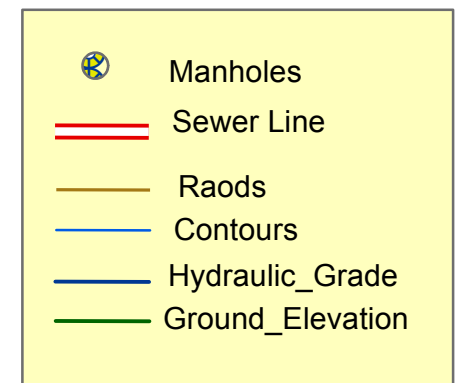 Manholes
Sewer Line
Raods
Contours
Hydraulic_Grade
Ground_Elevation